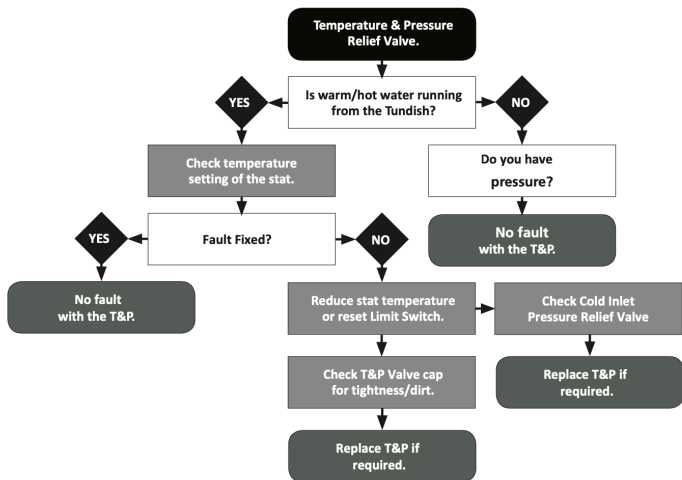 Temperature & Pressure
Relief Valve.
Is warm/hot water running
from the Tundish?
YES
NO
Check temperature
setting of the stat.
Do you have
pressure?
Fault Fixed?
YES
NO
No fault
with the T&P.
No fault
with the T&P.
Reduce stat temperature
or reset Limit Switch.
Check Cold Inlet
Pressure Relief Valve
Check T&P Valve cap
for tightness/dirt.
Replace T&P if
required.
Replace T&P if
required.